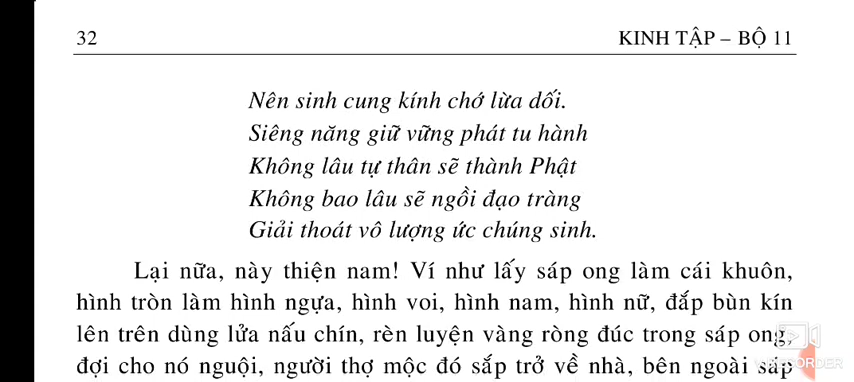 32 KINH TẬP – BỘ 11
Nên sinh cung kính chớ lừa dối.
Siêng năng giữ vững phát tu hành
Không lâu tự thân sẽ thành Phật
Không bao lâu sẽ ngồi đạo tràng
Giải thoát vô lượng ức chúng sinh.
Lại nữa, này thiện nam! Ví như lấy sáp ong làm cái khuôn,
hình tròn làm hình ngựa, hình voi, hình nam, hình nữ, đắp bùn kín
lên trên dùng lửa nấu chín, rèn luyện vàng ròng đúc trong sáp ong,
đợi cho nó nguội, người thợ mộc đó sắp trở về nhà, bên ngoài sáp